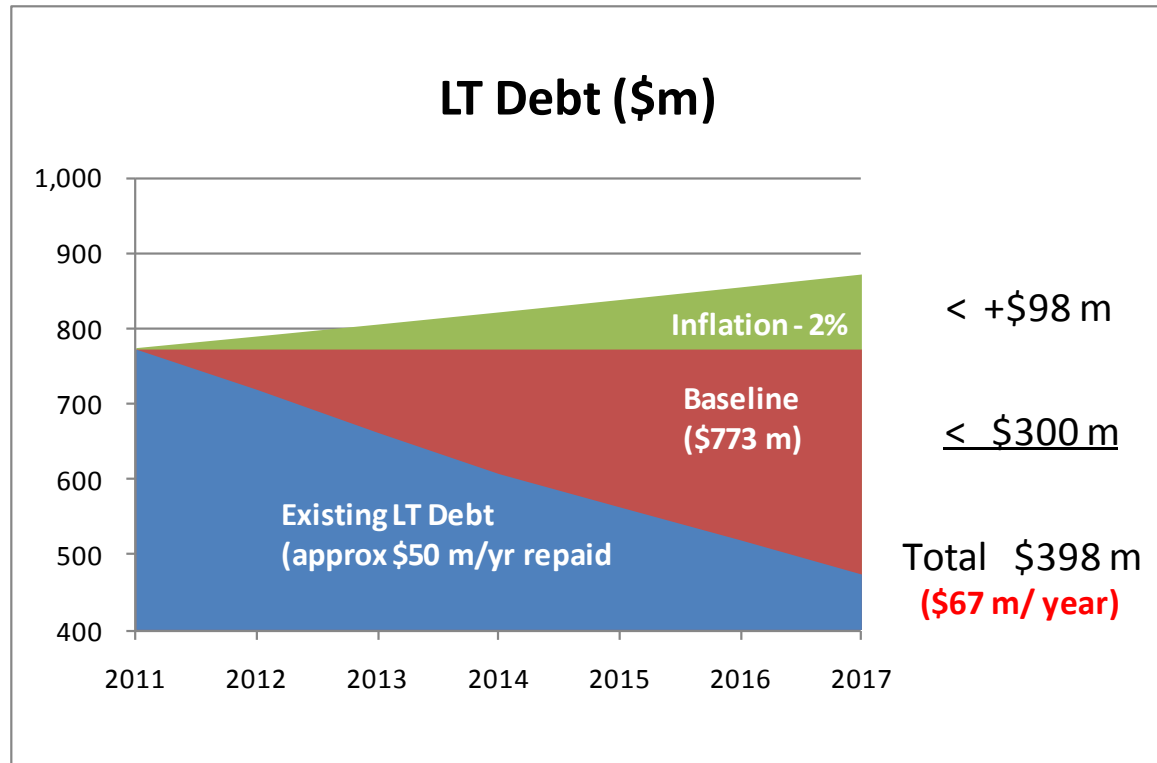 LT Debt ($m)
1,000
900
800
700
600
500
400
2011 2012 2013 2014 2015 2016 2017
Inflation - 2%
Baseline
($773 m)
Existing LT Debt
(approx $50 m/yr repaid
< +$98 m
< $300 m
Total $398 m
($67 m/ year)